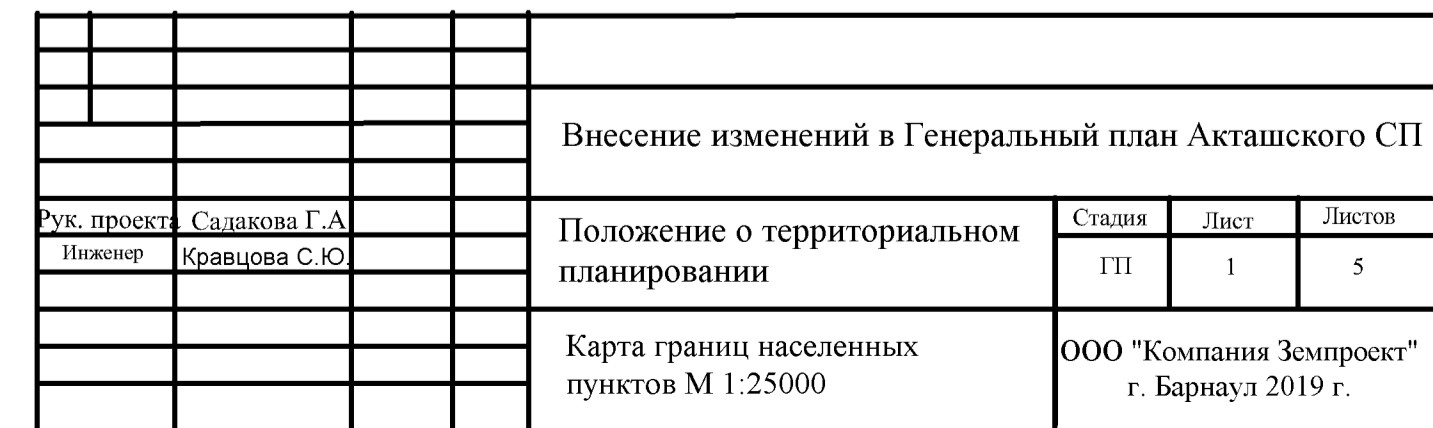 Внесение изменений в Генеральный план Акташского СП
Рук. проекта Садакова Г.А
Инженер Кравцова С.Ю.
Положение о территориальном
планировании
Стадия Лист Листов
ГП 1 5
Карта границ населенных
пунктов М 1:25000
ООО "Компания Земпроект"
г. Барнаул 2019 г.